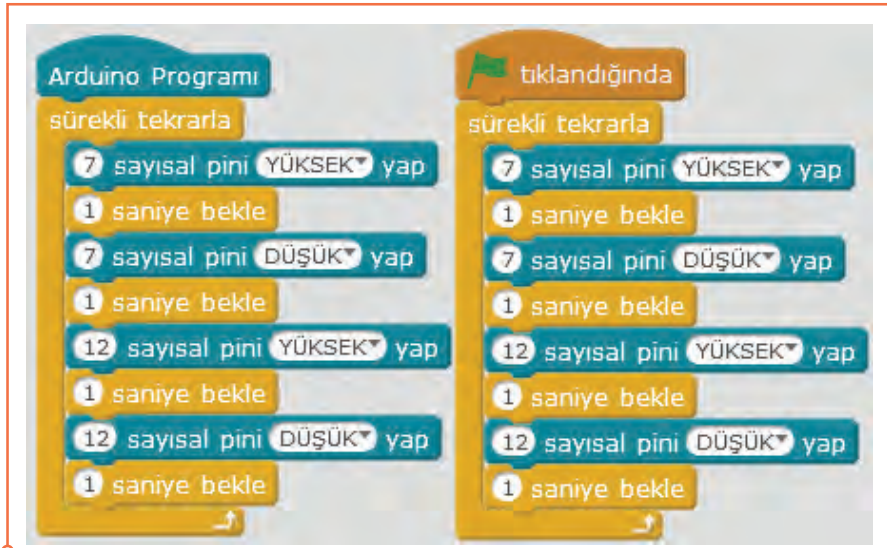 Arduino Programı
sürekli tekrarla
7 sayısal pini YÜKSEK yap
1 saniye bekle
7 sayısal pini DÜŞÜK yap
1 saniye bekle
12 sayısal pini YÜKSEK yap
1 saniye bekle
12 sayısal pini DÜŞÜK yap
1 saniye bekle
tıklandığında
sürekli tekrarla
7 sayısal pini YÜKSEK yap
1 saniye bekle
7 sayısal pini DÜŞÜK yap
1 saniye bekle
12 sayısal pini YÜKSEK yap
1 saniye bekle
12 sayısal pini DÜŞÜK yap
1 saniye bekle